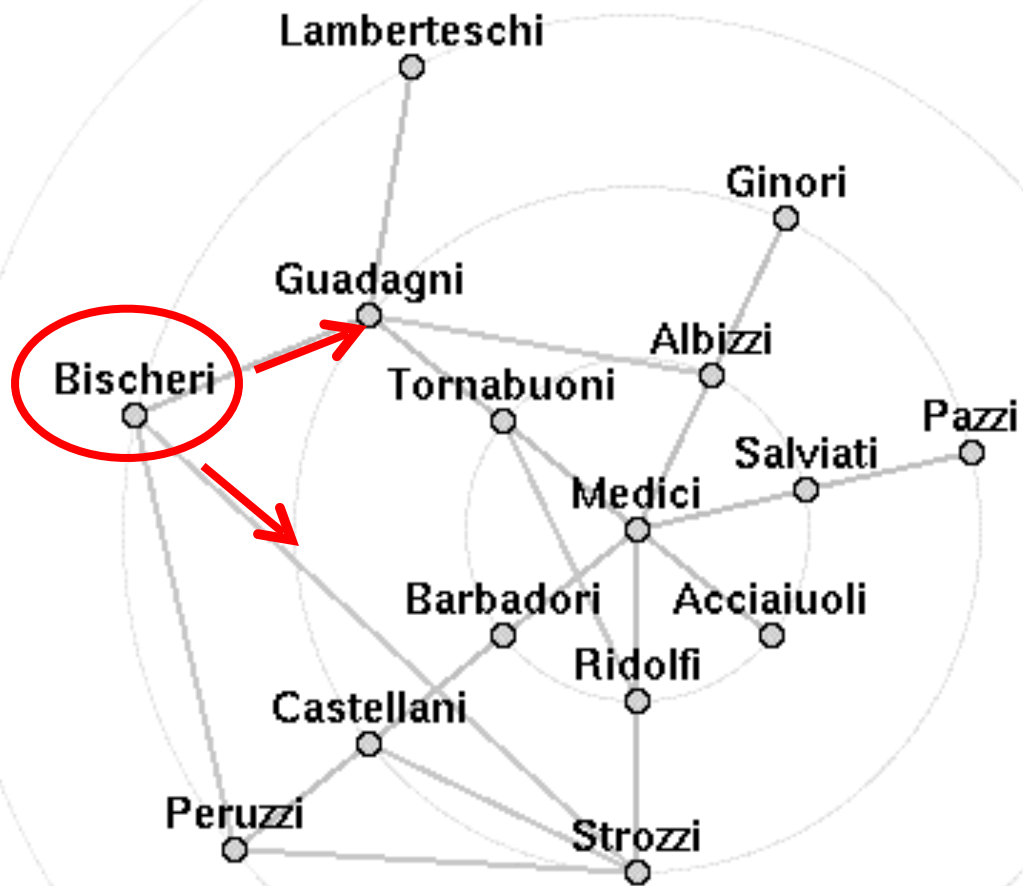 Lamberteschi
Ginori
Guadagni
Albizzi
Bischeri
Tornabuoni
Pazzi
Salviati
Medici
Barbadori
Acciaiuoli
Ridolfi
Castellani
Peruzzi
Strozzi